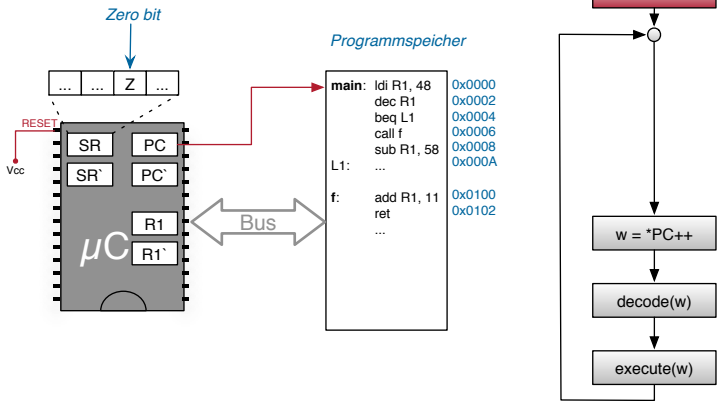 Zero bit
... ... Z ...
RESET
Vcc
SR PC
SR` PC`
R1
µC R1`
Bus
Programmspeicher
main: ldi R1, 48 0x0000
dec R1 0x0002
beq L1 0x0004
call f 0x0006
sub R1, 58 0x0008
L1: ... 0x000A
f: add R1, 11 0x0100
ret 0x0102
...
w = *PC++
decode(w)
execute(w)